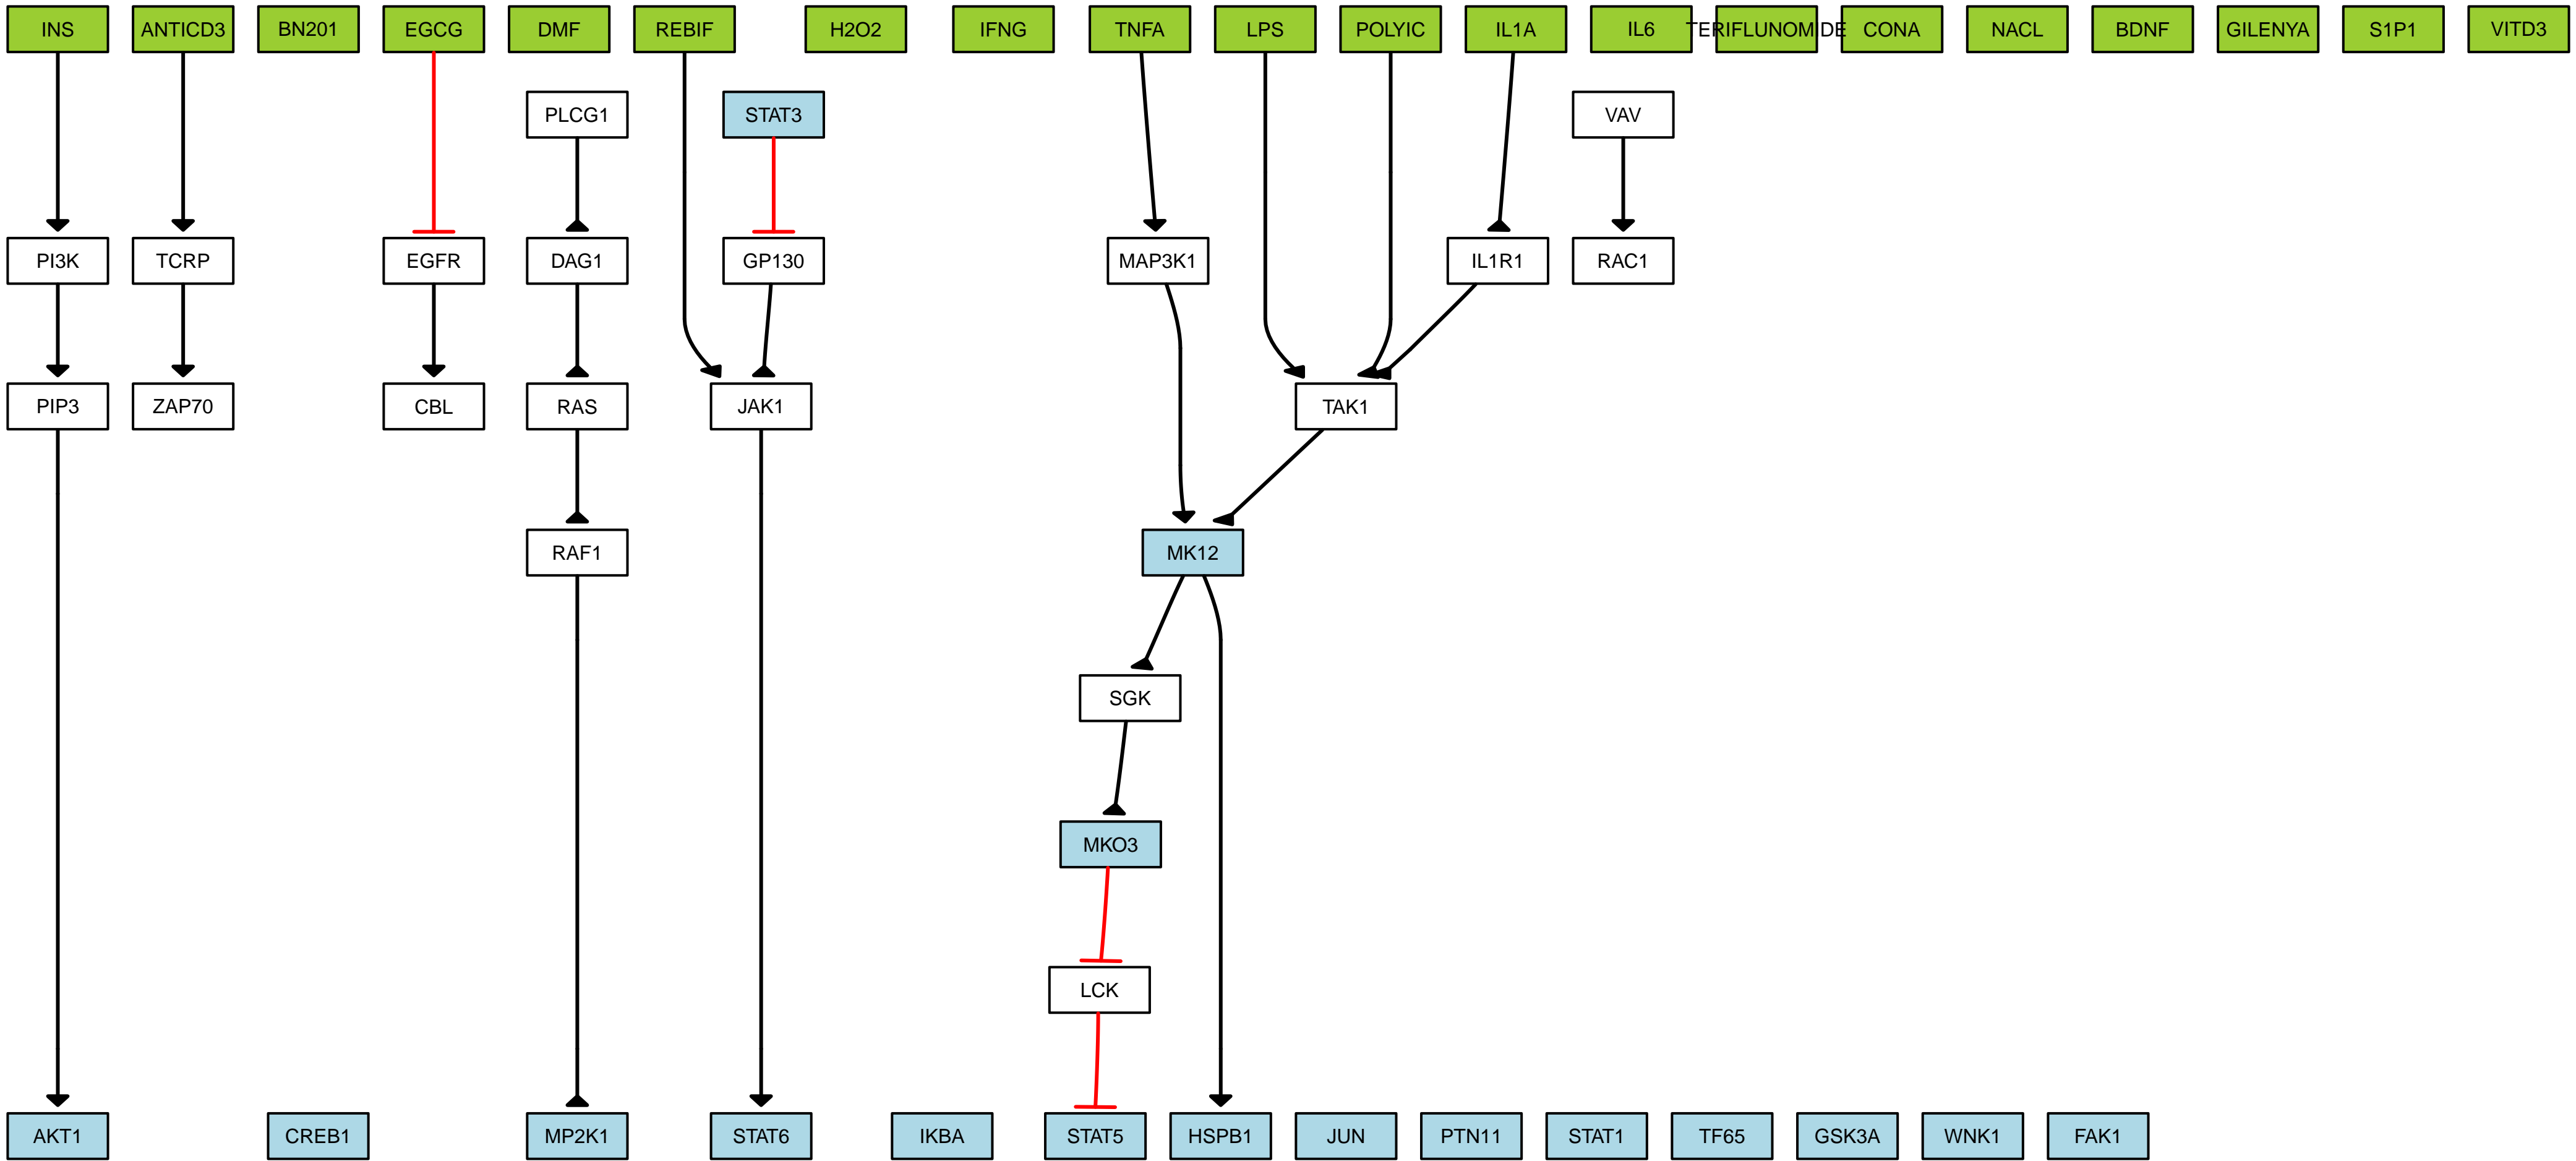 INS ANTICD3 BN201 EGCG DMF REBIF H2O2 IFNG TNFA LPS POLYIC IL1A IL6 TERIFLUNOMIDE CONA NACL BDNF GILENYA S1P1 VITD3
PLCG1 STAT3 VAV
PI3K TCRP EGFR DAG1 GP130 MAP3K1 IL1R1 RAC1
PIP3 ZAP70 CBL RAS JAK1 TAK1
RAF1 MK12
SGK
MKO3
LCK
AKT1 CREB1 MP2K1 STAT6 IKBA STAT5 HSPB1 JUN PTN11 STAT1 TF65 GSK3A WNK1 FAK1